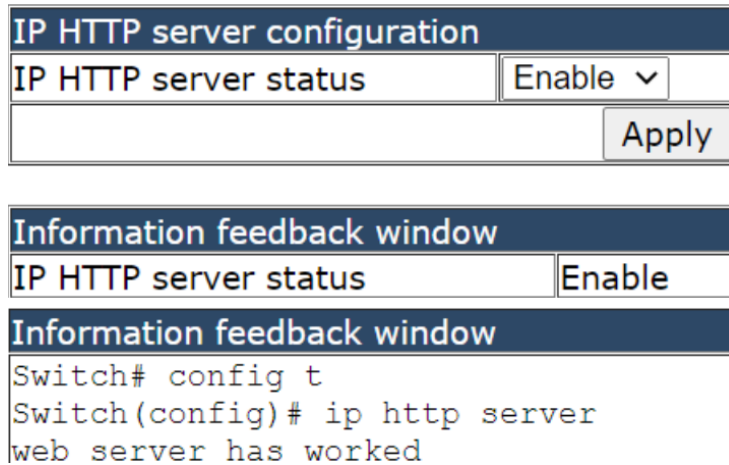 IP HTTP server configuration
IP HTTP server status Enable
Apply
Information feedback window
IP HTTP server status Enable
Information feedback window
Switch# config t
Switch(config)# ip http server
web server has worked